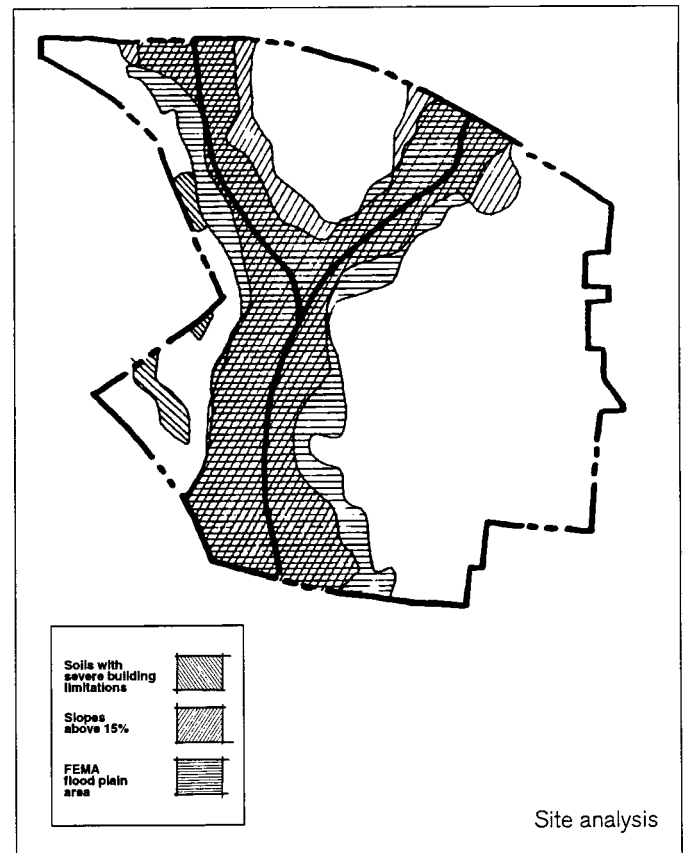 Soils with
severe building
limitations
Slopes
above 15%
FEMA
flood plain
area
Site analysis